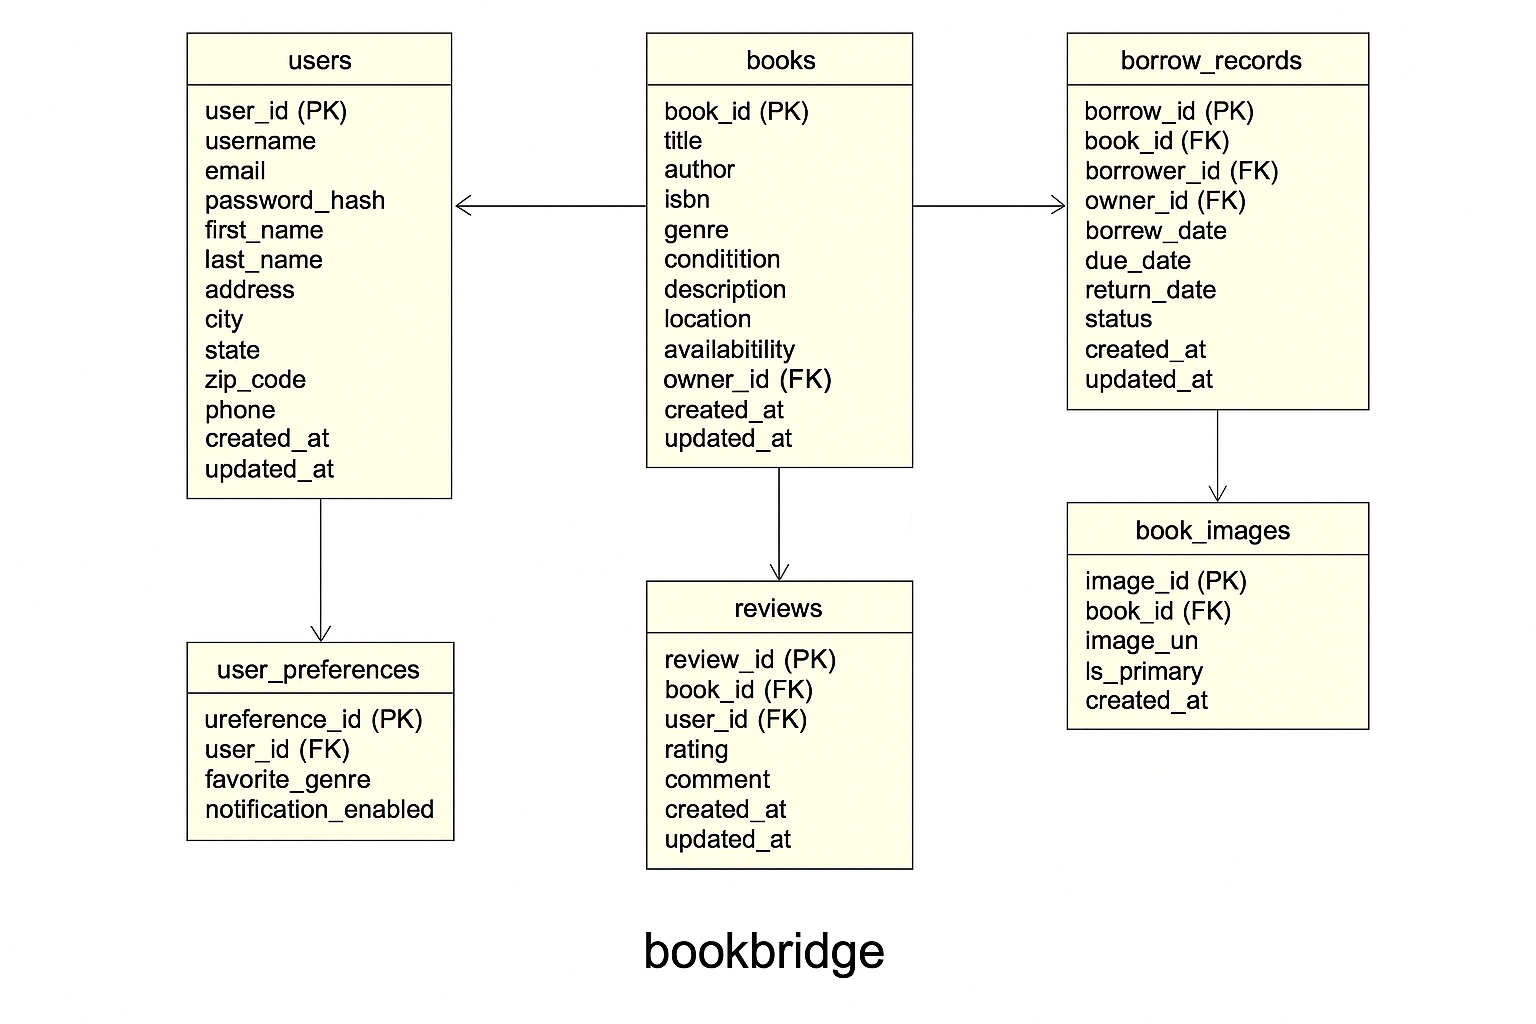 users
user_id (PK)
username
email
password_hash
first_name
last_name
address
city
state
zip_code
phone
created_at
updated_at
books
book_id (PK)
title
author
isbn
genre
conditition
description
location
availabitility
owner_id (FK)
created_at
updated_at
borrow_records
borrow_id (PK)
book_id (FK)
borrower_id (FK)
owner_id (FK)
borrew_date
due_date
return_date
status
created_at
updated_at
user_preferences
ureference_id (PK)
user_id (FK)
favorite_genre
notification_enabled
reviews
review_id (PK)
book_id (FK)
user_id (FK)
rating
comment
created_at
updated_at
book_images
image_id (PK)
book_id (FK)
image_un
ls_primary
created_at
bookbridge